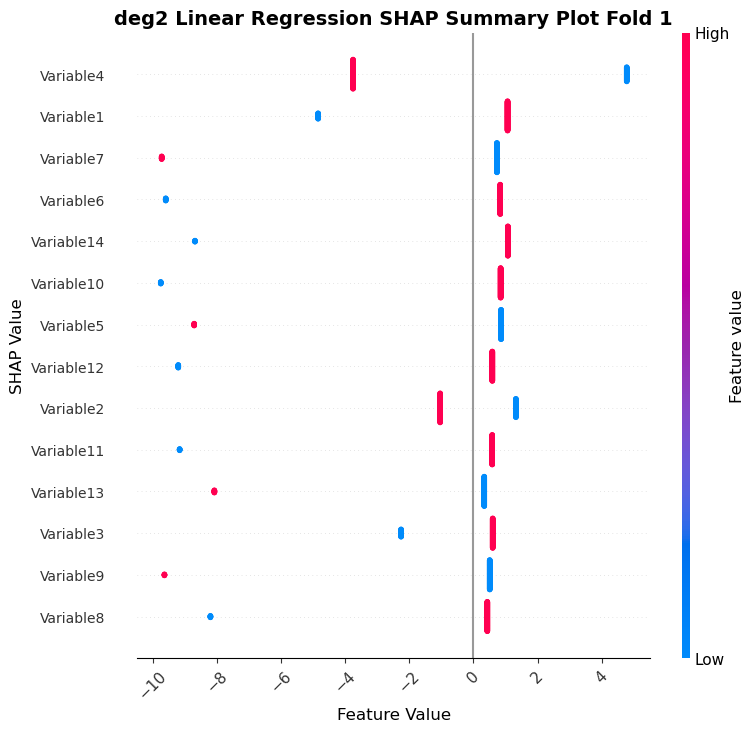 deg2 Linear Regression SHAP Summary Plot Fold 1
High
Variable4
Variable1
Variable7
Variable6
Variable14
Variable10
Variable5
Variable12
Variable2
Variable11
Variable13
Variable3
Variable9
Variable8
SHAP Value
Feature value
Low
−10
−8
−6
−4
−2
0
2
4
Feature Value